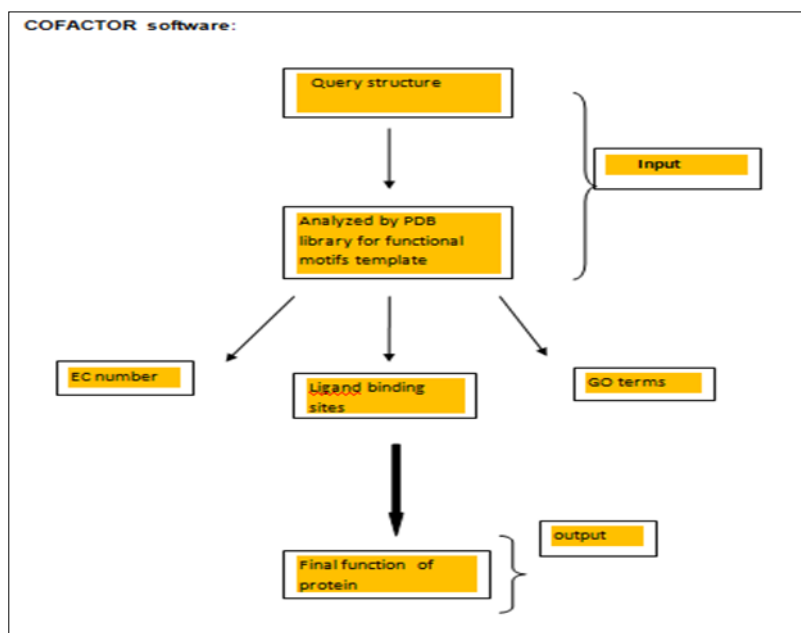 COFACTOR software:
Query structure
Input
Analyzed by PDB
library for functional
motifs template
EC number
Ligand binding
sites
GO terms
output
Final function of
protein